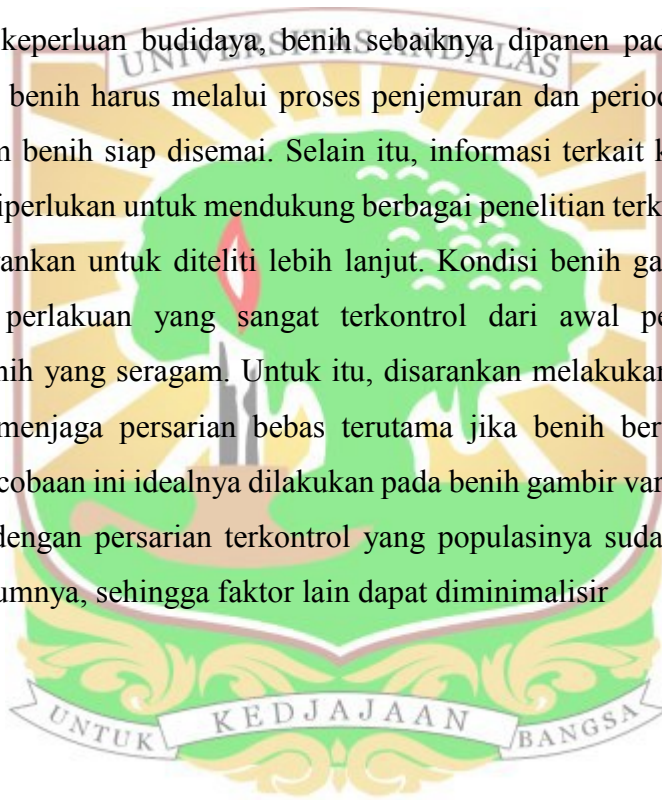 keperluan budidaya, benih sebaiknya dipanen pad
UNIVERSITAS ANDALAS
benih harus melalui proses penjemuran dan period
benih siap disemai. Selain itu, informasi terkait
iperlukan untuk mendukung berbagai penelitian terk
rankan untuk diteliti lebih lanjut. Kondisi benih ga
perlakuan yang sangat terkontrol dari awal pe
nih yang seragam. Untuk itu, disarankan melakukan
menjaga persarian bebas terutama jika benih ber
cobaan ini idealnya dilakukan pada benih gambir var
dengan persarian terkontrol yang populasinya suda
umnya, sehingga faktor lain dapat diminimalisir
UNTUK KEDJAJAAN BANGSA